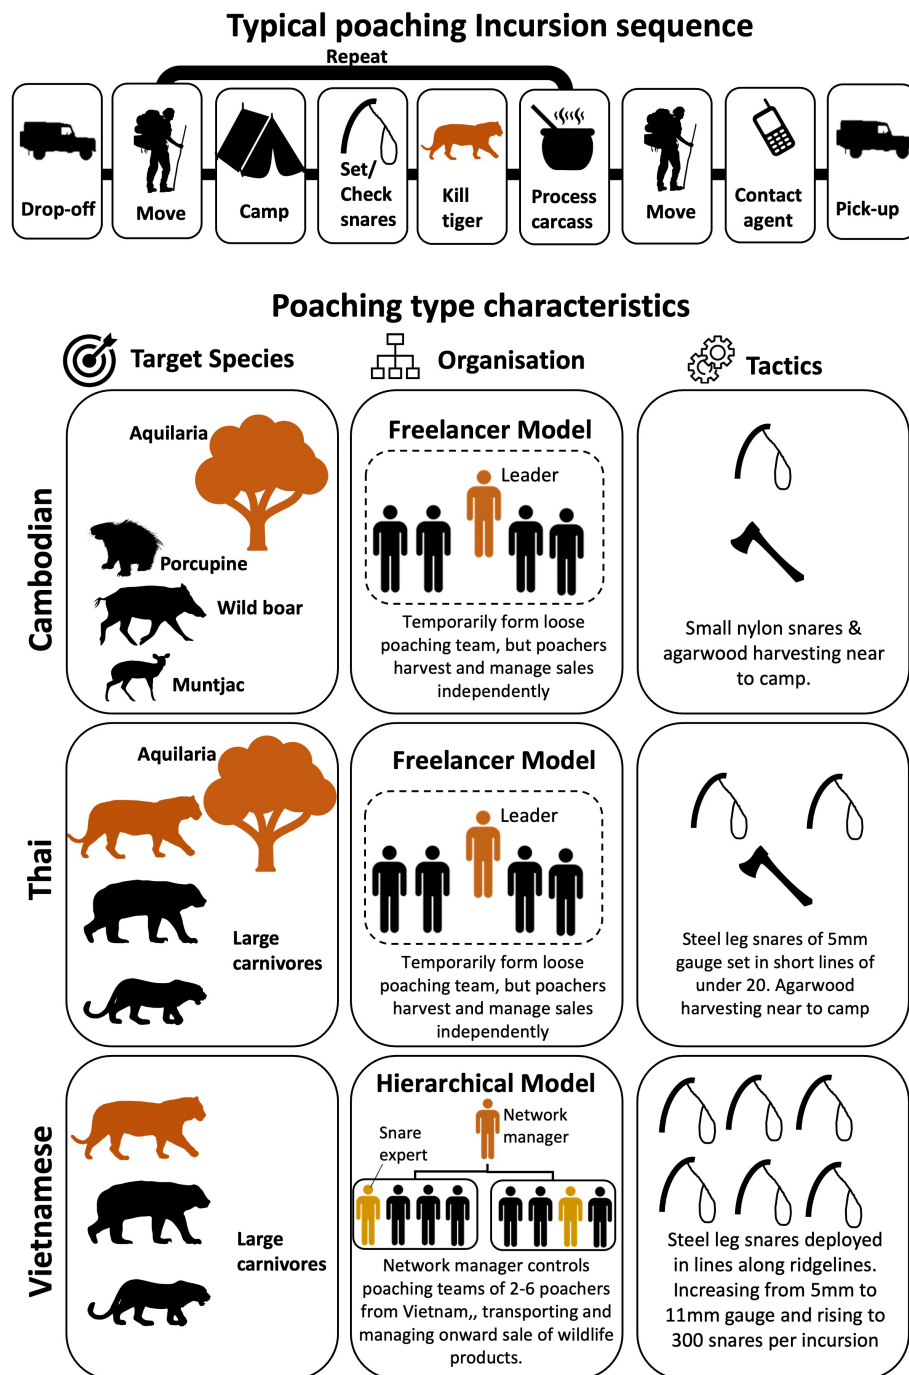 Typical poaching Incursion sequence
Repeat
Drop-off
Move
Camp
Set/
Check
snares
Kill
tiger
Process
carcass
Move
Contact
agent
Pick-up
Poaching type characteristics
Target Species
Organisation
Tactics
Cambodian
Aquilaria
Porcupine
Wild boar
Muntjac
Freelancer Model
Leader
Temporarily form loose
poaching team, but poachers
harvest and manage sales
independently
Small nylon snares &
agarwood harvesting near
to camp.
Thai
Aquilaria
Large
carnivores
Freelancer Model
Leader
Temporarily form loose
poaching team, but poachers
harvest and manage sales
independently
Steel leg snares of 5mm
gauge set in short lines of
under 20. Agarwood
harvesting near to camp
Vietnamese
Large
carnivores
Hierarchical Model
Network
manager
Snare
expert
Network manager controls
poaching teams of 2-6 poachers
from Vietnam,, transporting and
managing onward sale of wildlife
products.
Steel leg snares deployed
in lines along ridgelines.
Increasing from 5mm to
11mm gauge and rising to
300 snares per incursion